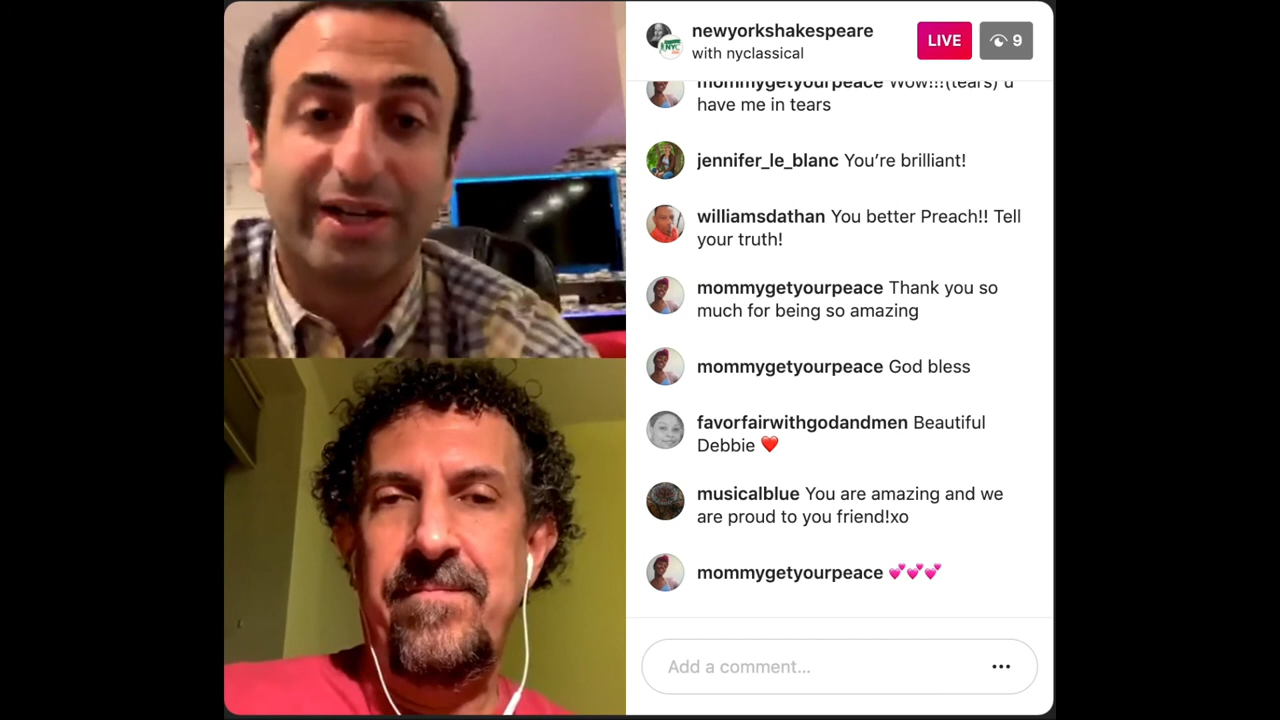 newyorkshakespeare
with nyclassical
LIVE
9
mommygetyourpeace Wow!!!(tears) u
have me in tears
jennifer_le_blanc You’re brilliant!
williamsdathan You better Preach!! Tell
your truth!
mommygetyourpeace Thank you so
much for being so amazing
mommygetyourpeace God bless
favorfairwithgodandmen Beautiful
Debbie ❤️
musicalblue You are amazing and we
are proud to you friend!xo
mommygetyourpeace 💕💕💕
Add a comment...
NYC